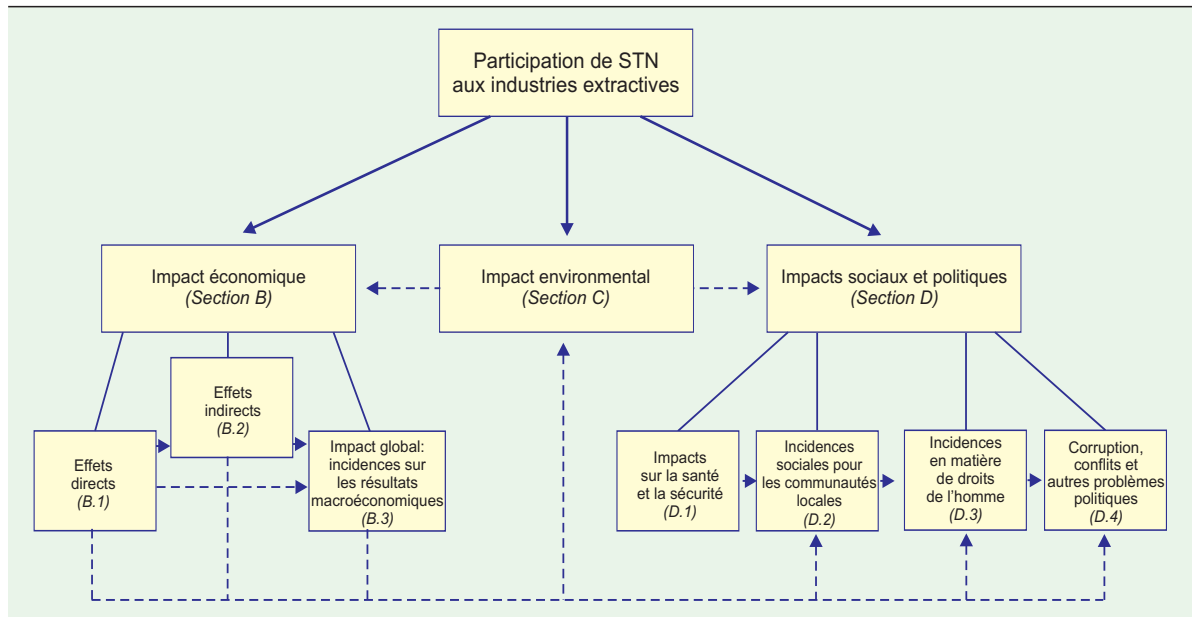 Participation de STN
aux industries extractives
Impact économique
(Section B)
Impact environmental
(Section C)
Impacts sociaux et politiques
(Section D)
Effets
directs
(B.1)
Effets
indirects
(B.2)
Impact global:
incidences sur
les résultats
macroéconomiques
(B.3)
Impacts
sur la santé
et la sécurité
(D.1)
Incidences
sociales pour
les communautés
locales
(D.2)
Incidences
en matière
de droits
de l'homme
(D.3)
Corruption,
conflits et
autres problèmes
politiques
(D.4)